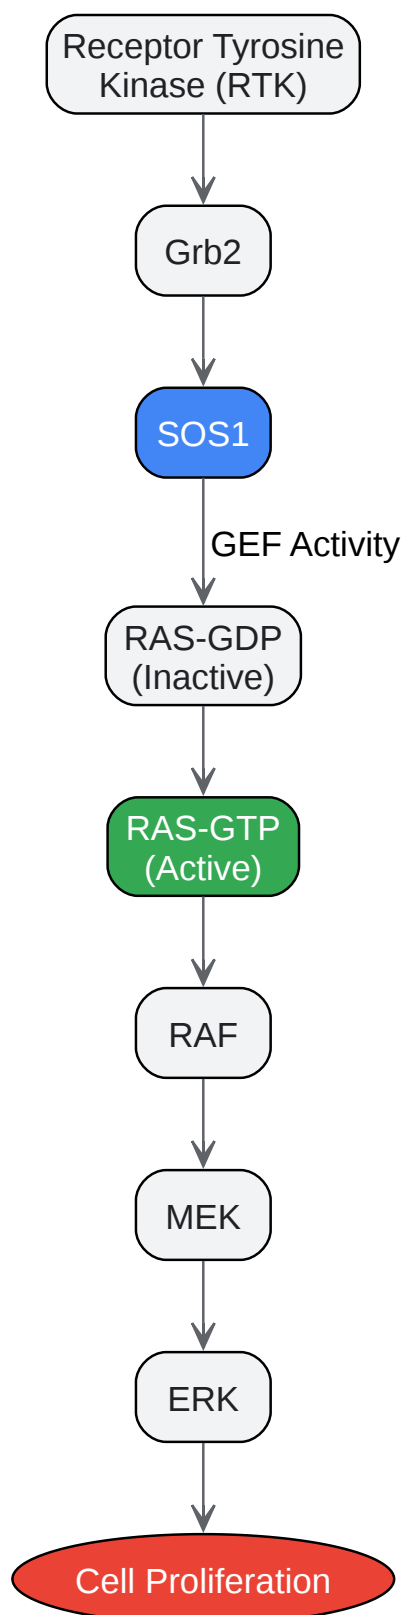 Receptor Tyrosine
Kinase (RTK)
Grb2
SOS1
GEF Activity
RAS-GDP
(Inactive)
RAS-GTP
(Active)
RAF
MEK
ERK
Cell Proliferation